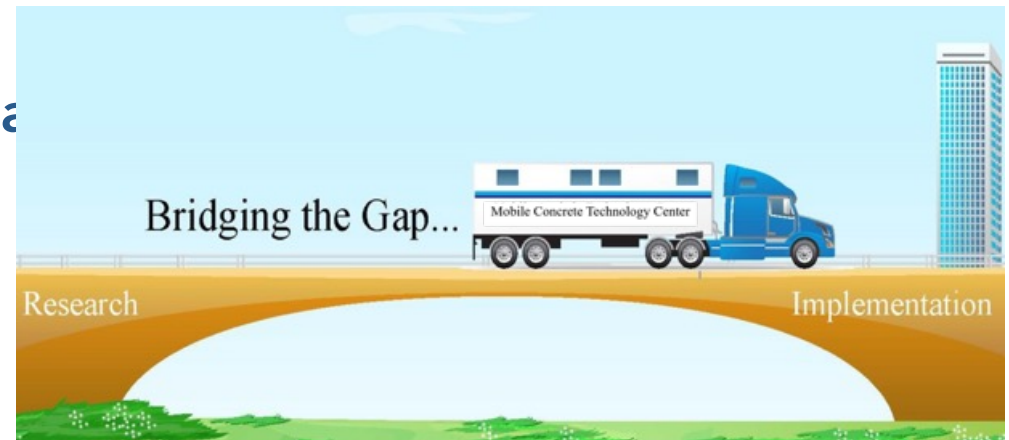 Bridging the Gap...
Mobile Concrete Technology Center
Research
Implementation